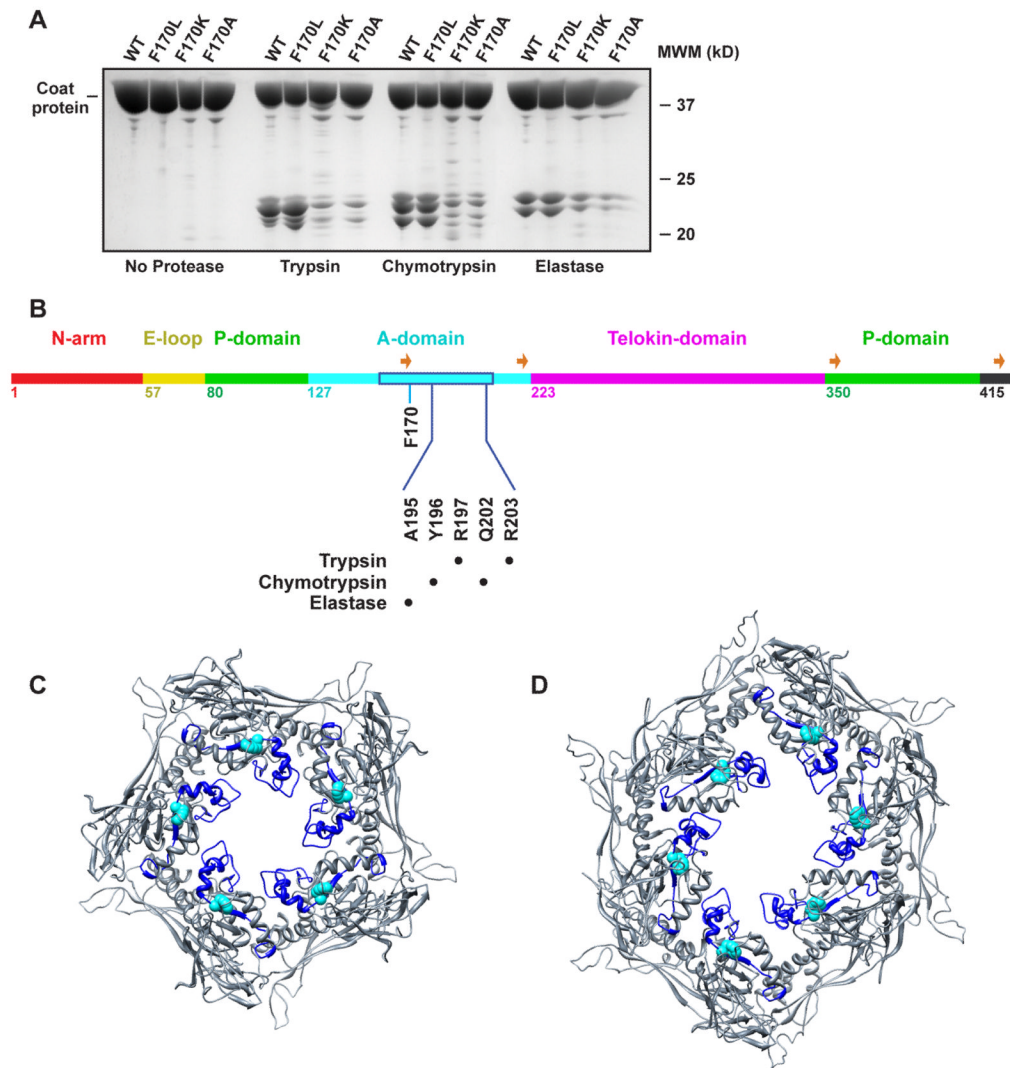 A
WT F170L F170K F170A WT F170L F170K F170A WT F170L F170K F170A WT F170L F170K F170A MWM (kD)
Coat
protein
37
25
20
No Protease Trypsin Chymotrypsin Elastase
B
N-arm E-loop P-domain A-domain Telokin-domain P-domain
1 57 80 127 223 350 415
F170
A195 Y196 R197 Q202 R203
Trypsin
Chymotrypsin
Elastase
C D